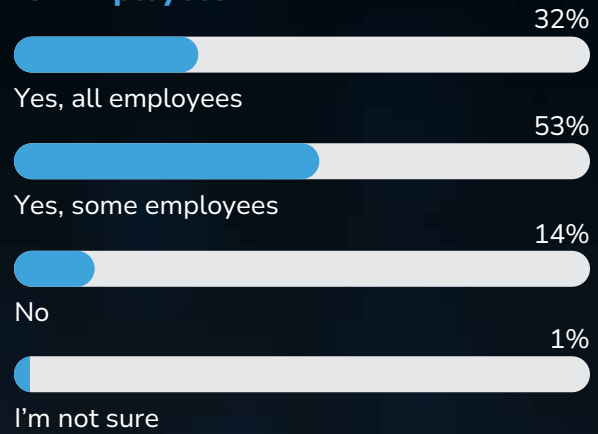 32%
Yes, all employees
53%
Yes, some employees
14%
No
1%
I’m not sure